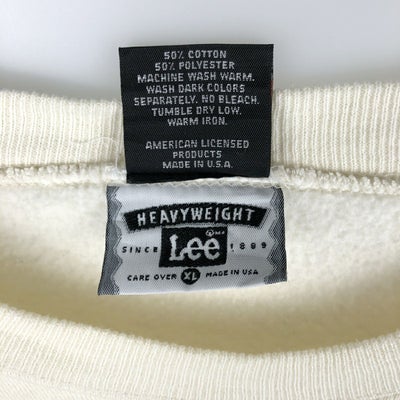 50% COTTON
50% POLYESTER
MACHINE WASH WARM.
WASH DARK COLORS
SEPARATELY. NO BLEACH.
TUMBLE DRY LOW.
WARM IRON.
AMERICAN LICENSED
PRODUCTS
MADE IN U.S.A.
HEAVYWEIGHT
SINCE Lee 1889
CARE OVER XL MADE IN USA